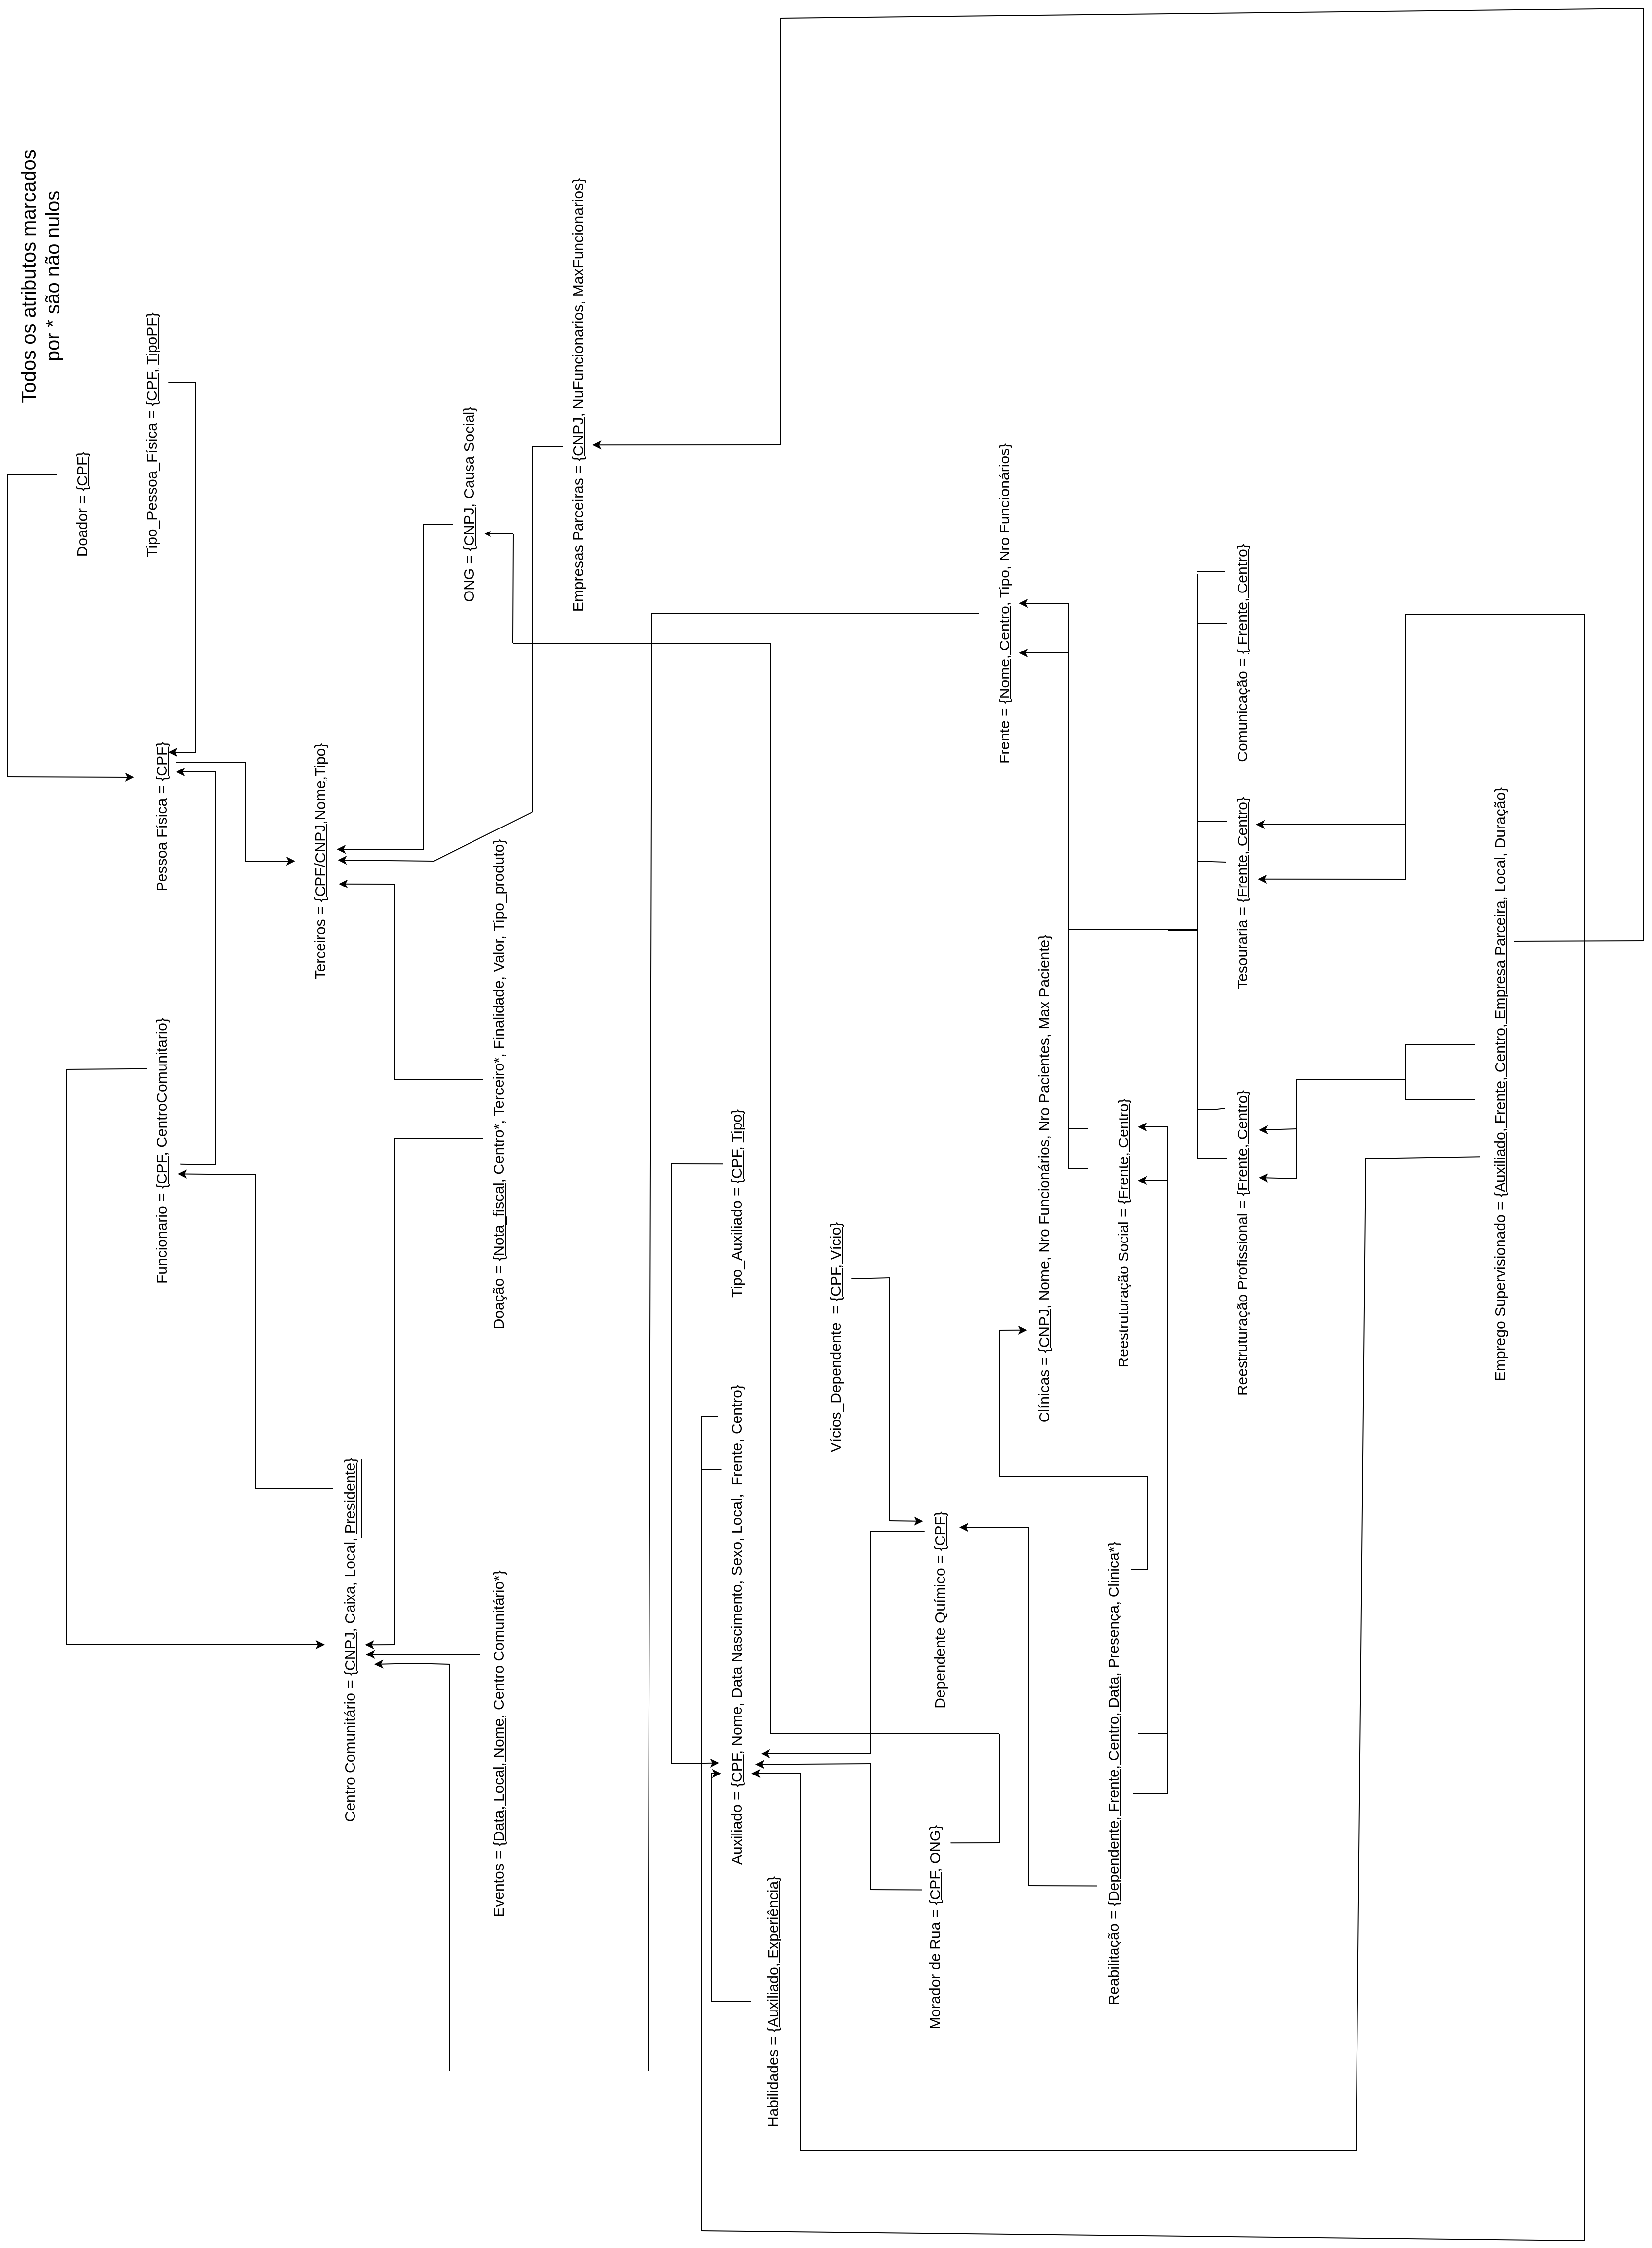 Todos os atributos marcados
por * são não nulos
Doador = {CPF}
Tipo_Pessoa_Física = {CPF, TipoPF}
Pessoa Física = {CPF}
Funcionario = {CPF, CentroComunitario}
Terceiros = {CPF/CNPJ,Nome,Tipo}
Centro Comunitário = {CNPJ, Caixa, Local, Presidente}
ONG = {CNPJ, Causa Social}
Doação = {Nota_fiscal, Centro*, Terceiro*, Finalidade, Valor, Tipo_produto}
Eventos = {Data, Local, Nome, Centro Comunitário*}
Empresas Parceiras = {CNPJ, NuFuncionarios, MaxFuncionarios}
Tipo_Auxiliado = {CPF, Tipo}
Auxiliado = {CPF, Nome, Data Nascimento, Sexo, Local, Frente, Centro}
Habilidades = {Auxiliado, Experiência}
Vícios_Dependente = {CPF, Vício}
Dependente Químico = {CPF}
Morador de Rua = {CPF, ONG}
Frente = {Nome, Centro, Tipo, Nro Funcionários}
Clínicas = {CNPJ, Nome, Nro Funcionários, Nro Pacientes, Max Paciente}
Reestruturação Social = {Frente, Centro}
Reabilitação = {Dependente, Frente, Centro, Data, Presença, Clinica*}
Comunicação = { Frente, Centro}
Tesouraria = {Frente, Centro}
Reestruturação Profissional = {Frente, Centro}
Emprego Supervisionado = {Auxiliado, Frente, Centro, Empresa Parceira, Local, Duração}